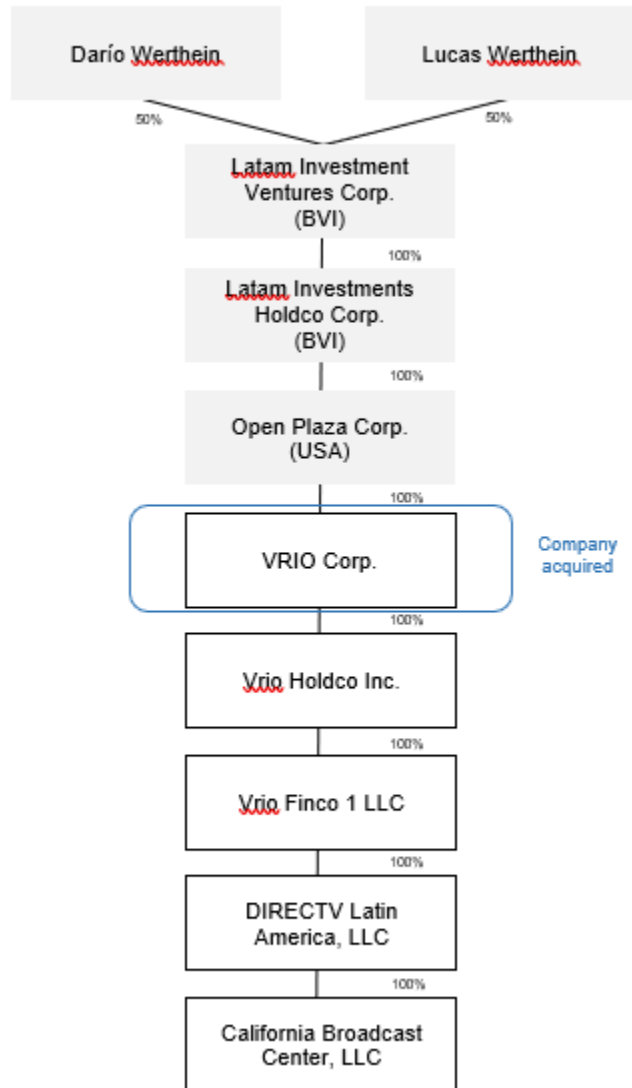 Darío Werthein
Lucas Werthein
50%
50%
Latam Investment
Ventures Corp.
(BVI)
100%
Latam Investments
Holdco Corp.
(BVI)
100%
Open Plaza Corp.
(USA)
100%
VRIO Corp.
Company
acquired
100%
Vrio Holdco Inc.
100%
Vrio Finco 1 LLC
100%
DIRECTV Latin
America, LLC
100%
California Broadcast
Center, LLC